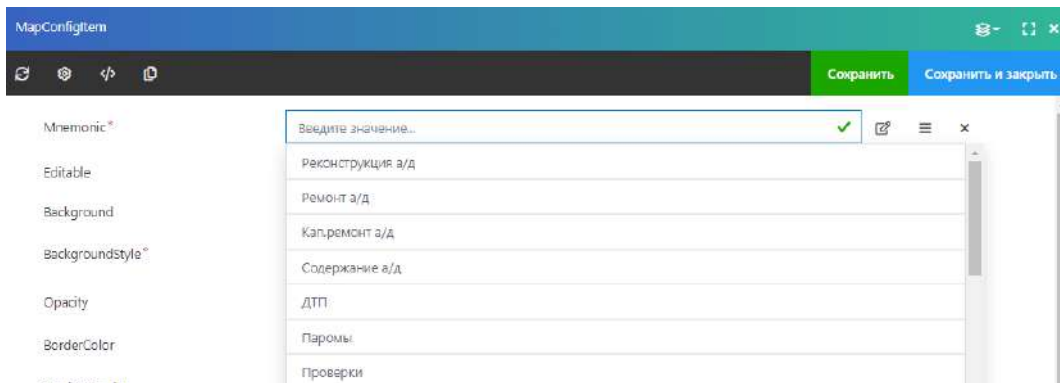 MapConfigItem
Сохранить Сохранить и закрыть
Mnemonic* Введите значение...
Реконструкция а/д
Editable
Ремонт а/д
Background
Кап.ремонт а/д
BackgroundStyle*
Содержание а/д
Opacity
ДТП
Паромы
BorderColor
Проверки